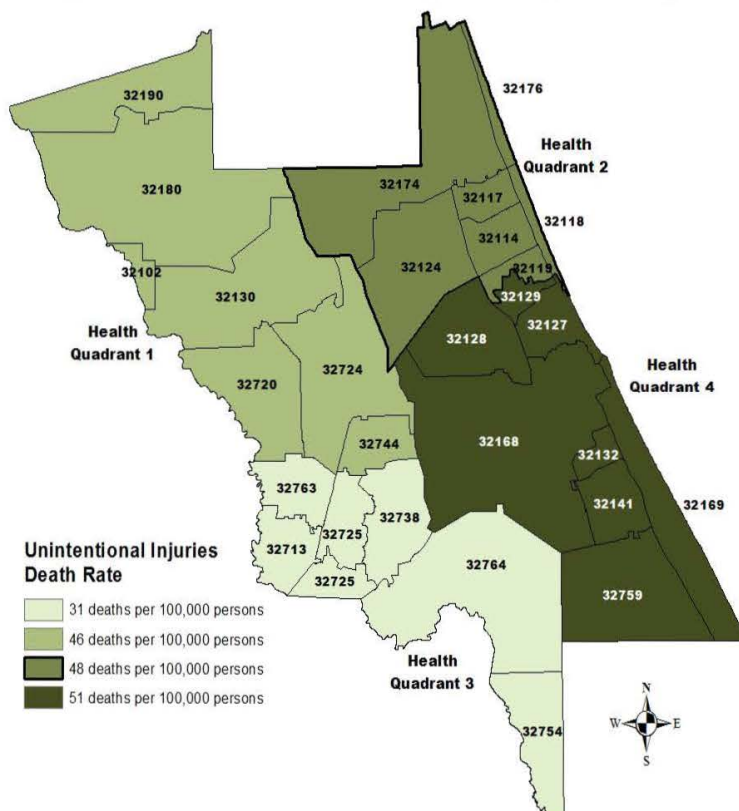 32190
32176
Health
Quadrant 2
32180
32174
32117
32118
32114
32102
32124
32119
32130
32129
32127
Health
Quadrant 1
32128
32724
Health
Quadrant 4
32720
32168
32744
32132
32763
32738
32141
32169
32725
32713
Unintentional Injuries
Death Rate
32764
32725
32759
31 deaths per 100,000 persons
46 deaths per 100,000 persons
48 deaths per 100,000 persons
51 deaths per 100,000 persons
Health
Quadrant 3
32754
N
W
E
S